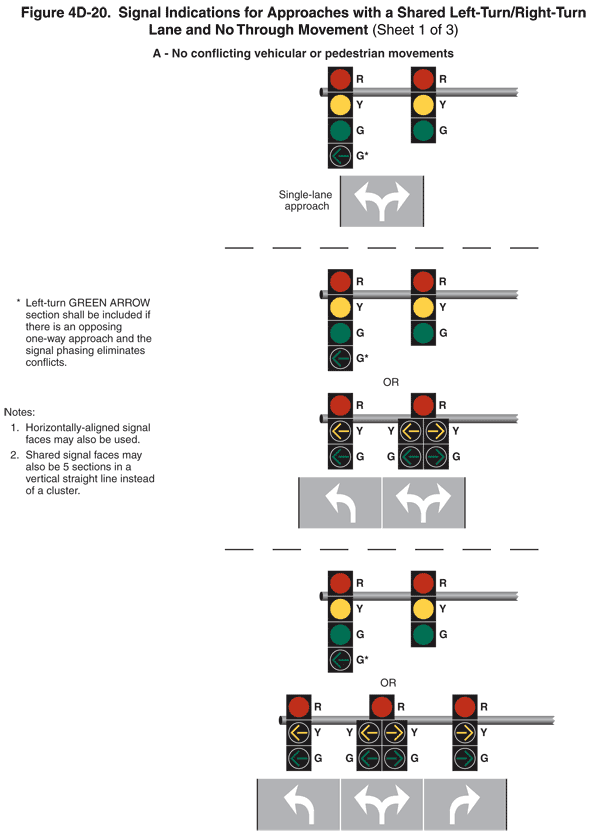 Figure 4D-20. Signal Indications for Approaches with a Shared Left-Turn/Right-Turn
Lane and No Through Movement (Sheet 1 of 3)
A - No conflicting vehicular or pedestrian movements
R R
Y Y
G G
G*
Single-lane
approach
* Left-turn GREEN ARROW
section shall be included if
there is an opposing
one-way approach and the
signal phasing eliminates
conflicts.
R R
Y Y
G G
G*
OR
Notes:
1. Horizontally-aligned signal
faces may also be used.
2. Shared signal faces may
also be 5 sections in a
vertical straight line instead
of a cluster.
R R
Y Y Y
G G G
R R
Y Y
G G
G*
OR
R R R
Y Y Y Y
G G G G